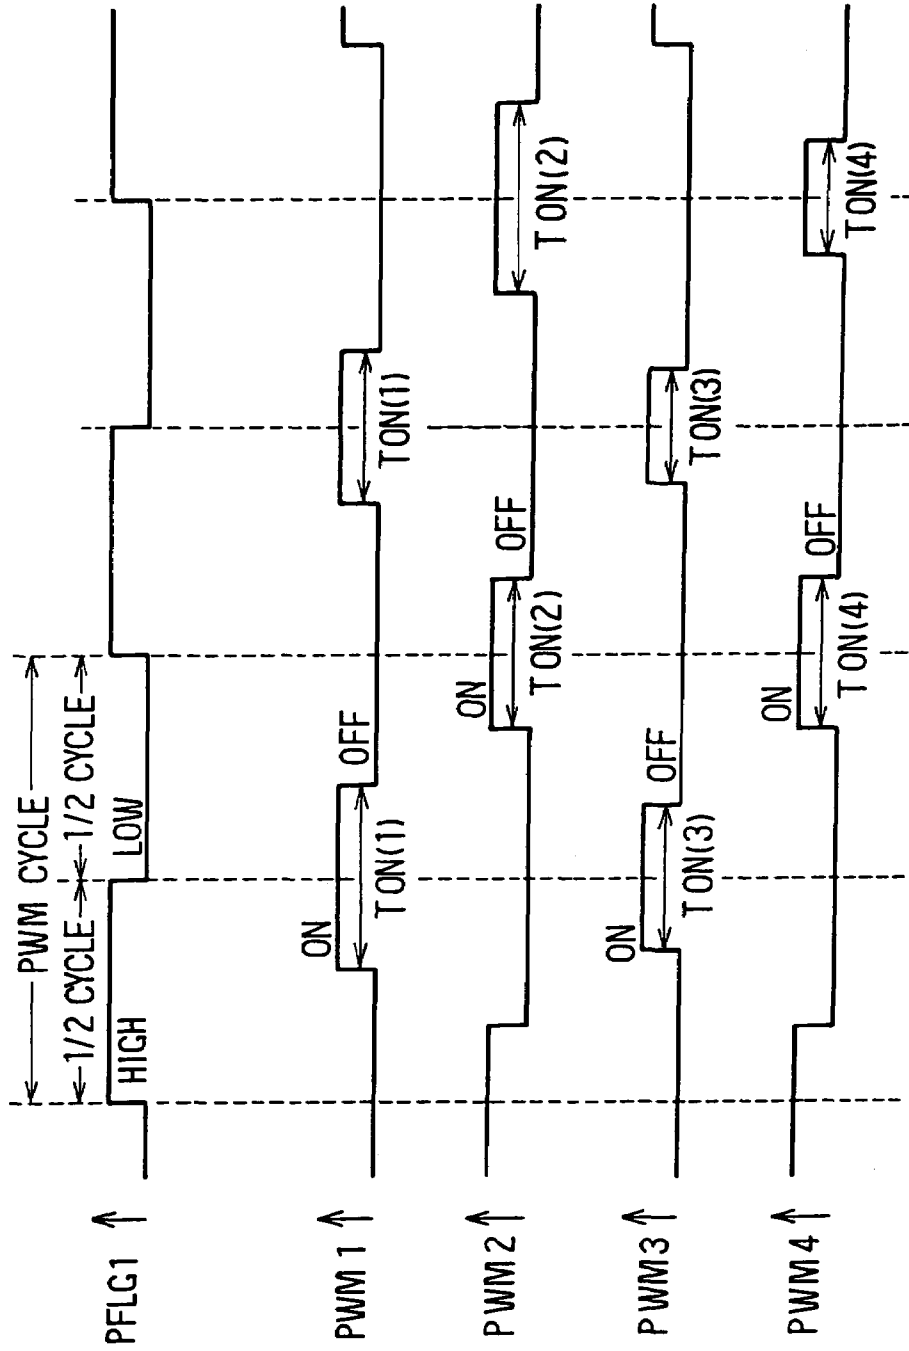 PWM CYCLE
1/2 CYCLE 1/2 CYCLE
PFLG1 HIGH LOW
PWM1 ON OFF
TON(1) TON(1)
PWM2 ON OFF
TON(2) TON(2)
PWM3 ON OFF
TON(3) TON(3)
PWM4 ON OFF
TON(4) TON(4)